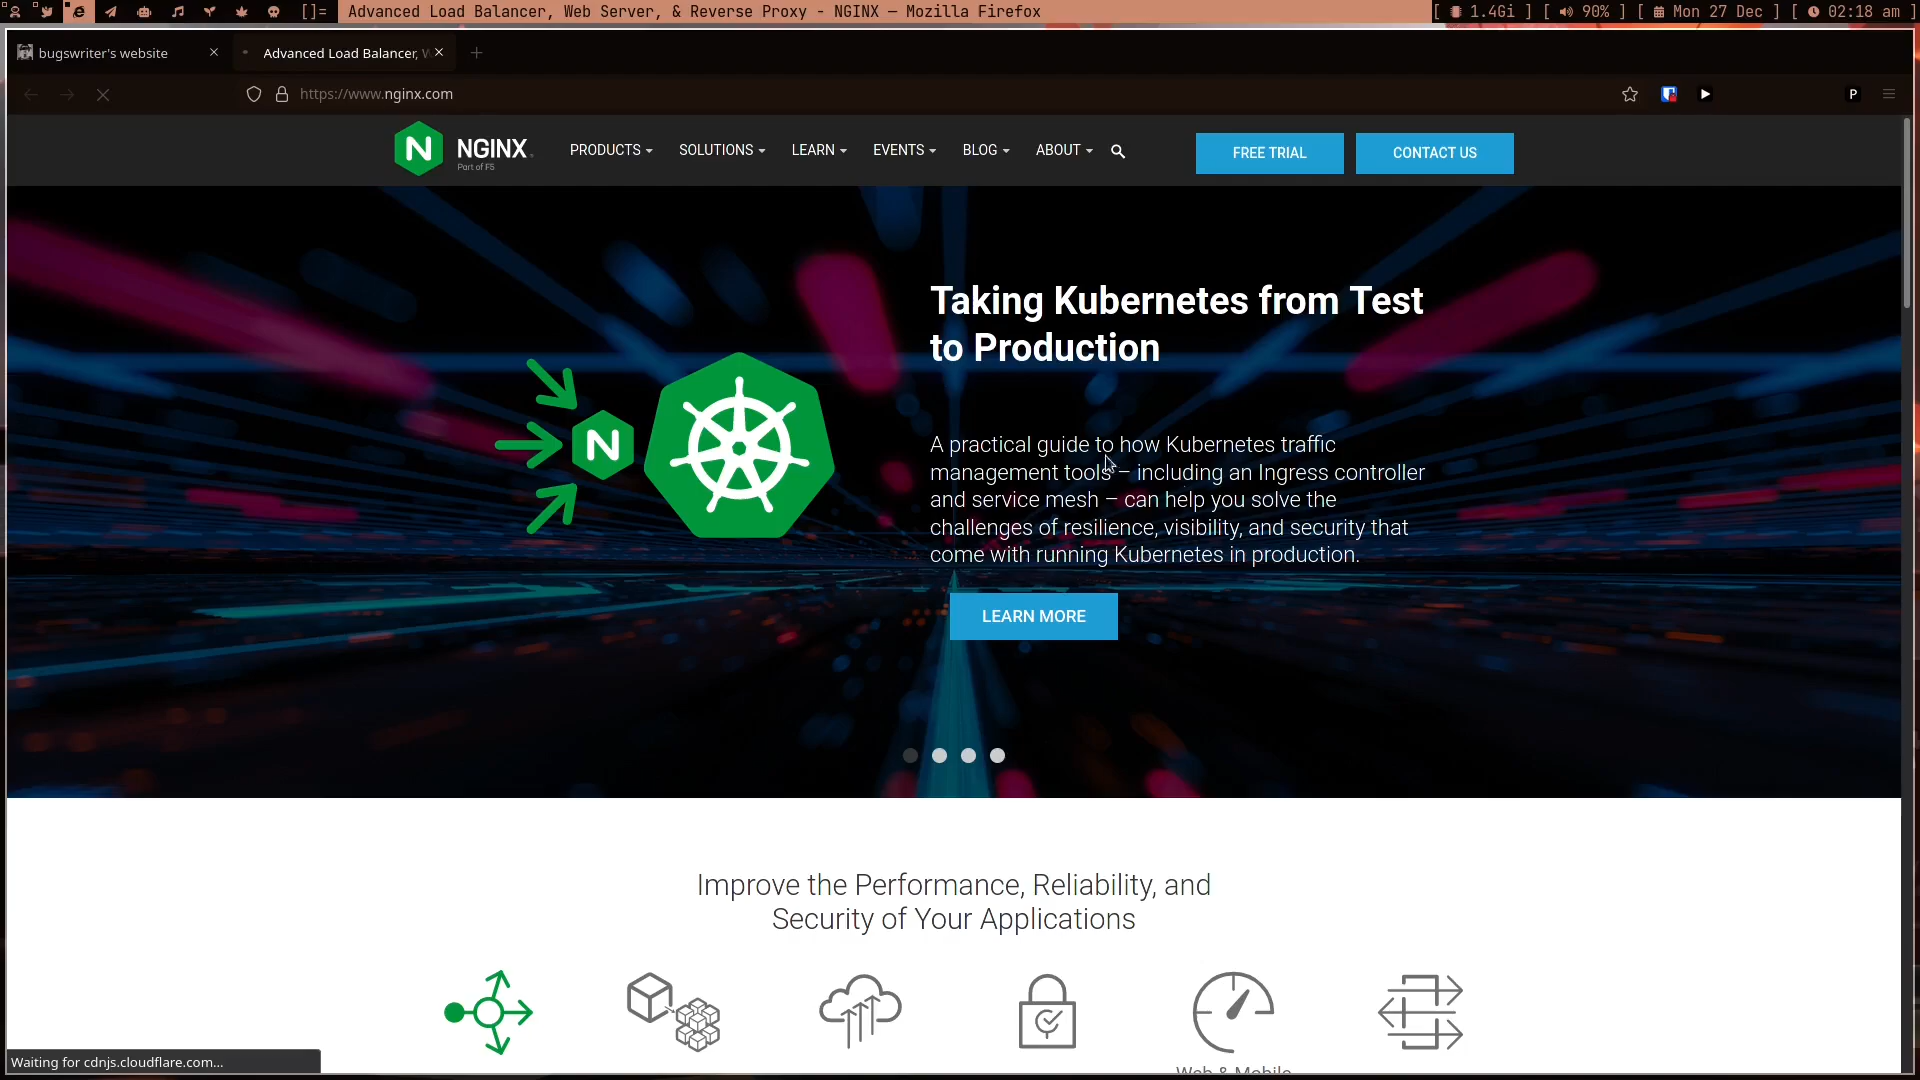 []= Advanced Load Balancer, Web Server, & Reverse Proxy - NGINX — Mozilla Firefox [ 1.4Gi ] [ 90% ] [ Mon 27 Dec ] [ 02:18 am ]
bugswriter's website
Advanced Load Balancer,
https://www.nginx.com
P
N NGINX
Part of F5
PRODUCTS
SOLUTIONS
LEARN
EVENTS
BLOG
ABOUT
FREE TRIAL
CONTACT US
N
Taking Kubernetes from Test
to Production
A practical guide to how Kubernetes traffic
management tools – including an Ingress controller
and service mesh – can help you solve the
challenges of resilience, visibility, and security that
come with running Kubernetes in production.
LEARN MORE
Improve the Performance, Reliability, and
Security of Your Applications
Web & Mobile
Waiting for cdnjs.cloudflare.com...